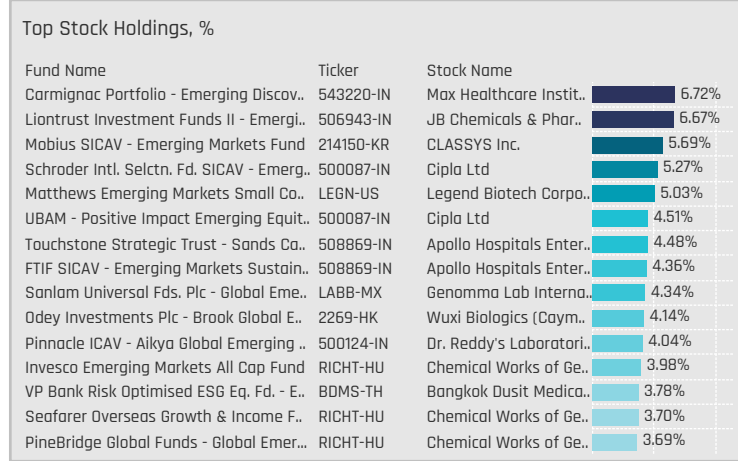 Top Stock Holdings, %
Fund Name Ticker Stock Name
Carmignac Portfolio - Emerging Discov.. 543220-IN Max Healthcare Instit.. 6.72%
Liontrust Investment Funds II - Emergi.. 506943-IN JB Chemicals & Phar.. 6.67%
Mobius SICAV - Emerging Markets Fund 214150-KR CLASSYS Inc. 5.69%
Schroder Intl. Selctn. Fd. SICAV - Emerg.. 500087-IN Cipla Ltd 5.27%
Matthews Emerging Markets Small Co.. LEGN-US Legend Biotech Corpo.. 5.03%
UBAM - Positive Impact Emerging Equit.. 500087-IN Cipla Ltd 4.51%
Touchstone Strategic Trust - Sands Ca.. 508869-IN Apollo Hospitals Enter.. 4.48%
FTIF SICAV - Emerging Markets Sustain.. 508869-IN Apollo Hospitals Enter.. 4.36%
Sanlam Universal Fds. Plc - Global Eme.. LABB-MX Genomma Lab Interna.. 4.34%
Odey Investments Plc - Brook Global E.. 2269-HK Wuxi Biologics (Caym.. 4.14%
Pinnacle ICAV - Aikya Global Emerging .. 500124-IN Dr. Reddy's Laboratori.. 4.04%
Invesco Emerging Markets All Cap Fund RICHT-HU Chemical Works of Ge.. 3.98%
VP Bank Risk Optimised ESG Eq. Fd. - E.. BDMS-TH Bangkok Dusit Medica.. 3.78%
Seafarer Overseas Growth & Income F.. RICHT-HU Chemical Works of Ge.. 3.70%
PineBridge Global Funds - Global Emer... RICHT-HU Chemical Works of Ge.. 3.69%